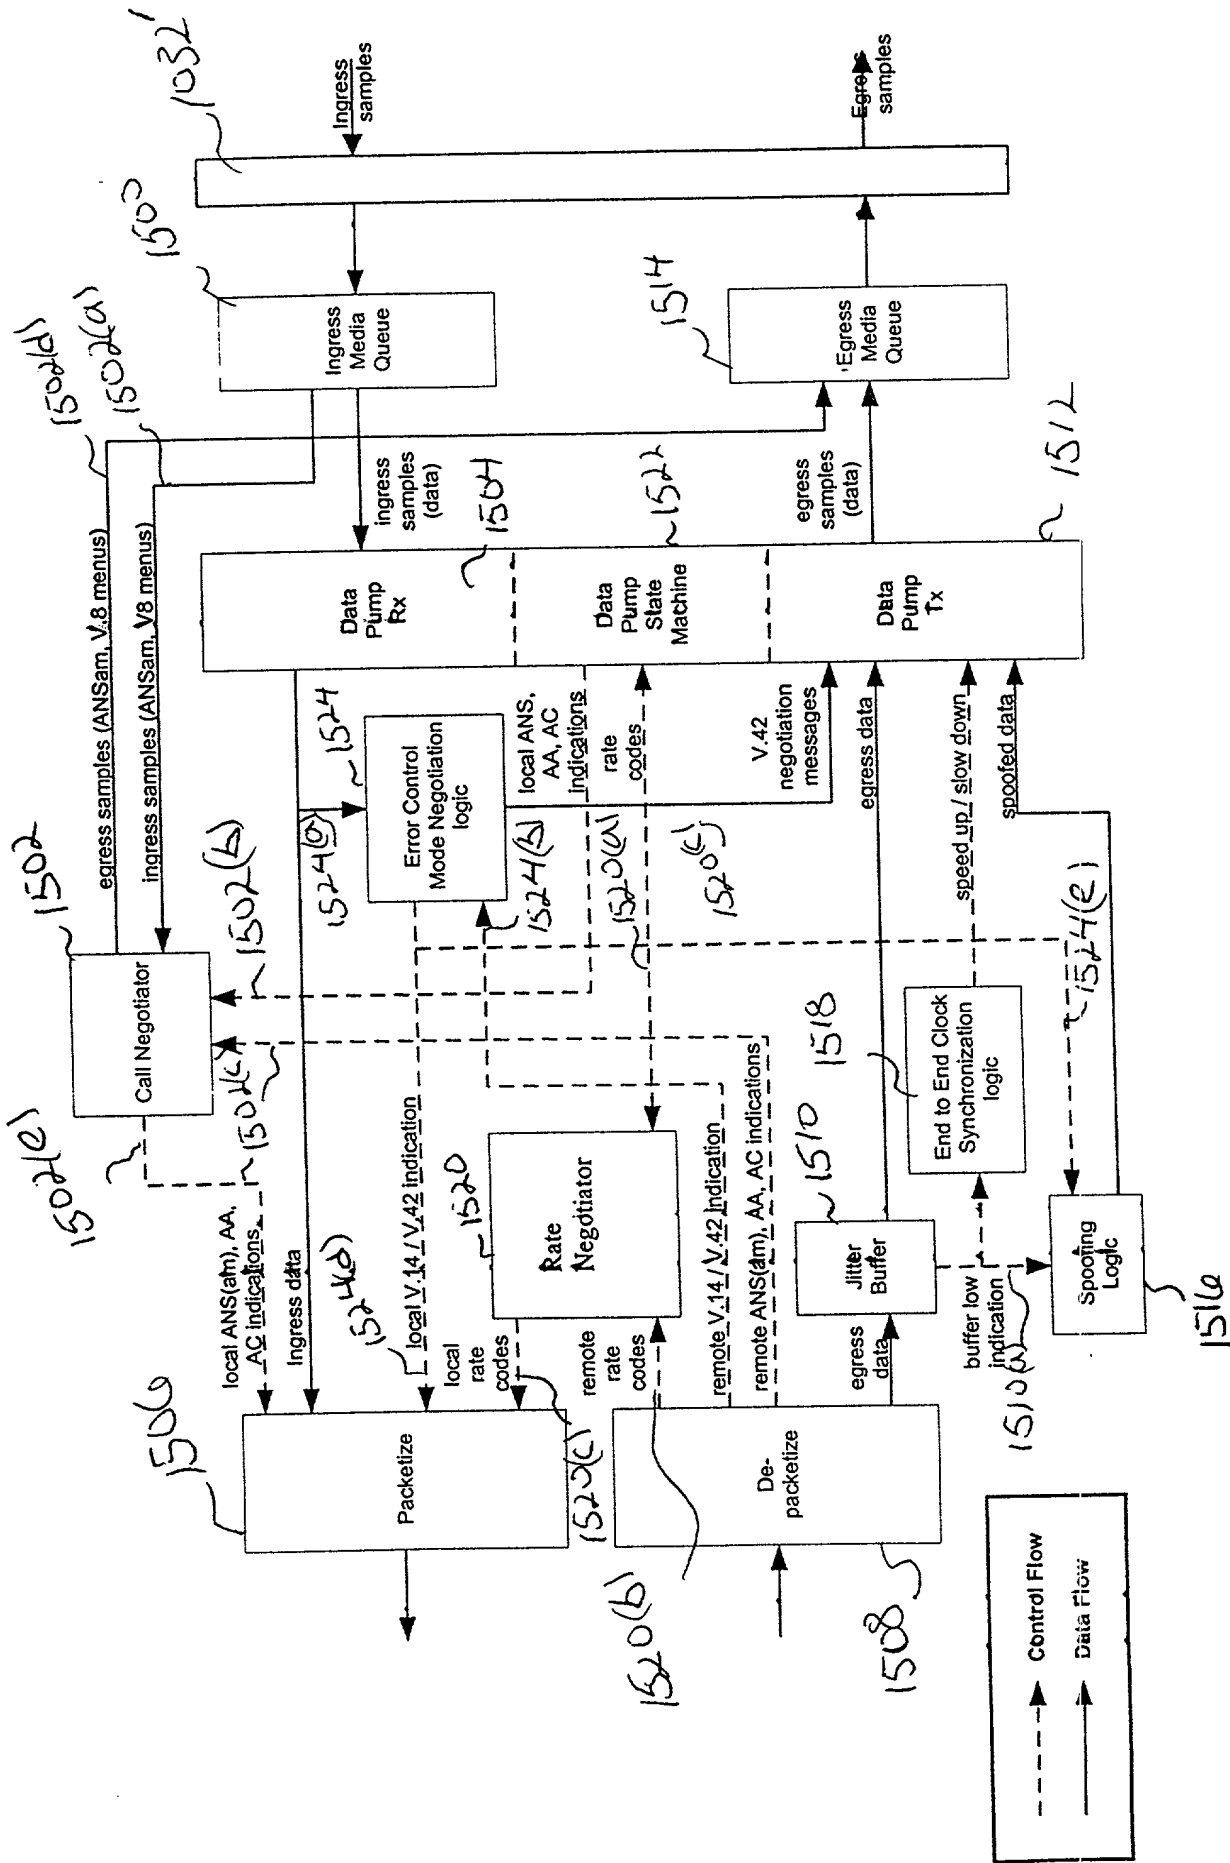 1502(d)
1502(a)
1032'
1502
1502(e)
egress samples (ANSam, V.8 menus)
ingress samples (ANSam, V8 menus)
1502(b)
1502(c)
Call Negotiator
Ingress
samples
Egress
samples
1514
Ingress
Media
Queue
'Egress
Media
Queue
ingress
samples
(data)
1504
1522
egress
samples
(data)
1512
Data
Pump
Rx
Data
Pump
State
Machine
Data
Pump
Tx
1524
1524(a)
Error Control
Mode Negotiation
logic
1524(b)
local ANS,
AA, AC
indications
rate
codes
1520(a)
V.42
negotiation
messages
egress data
speed up / slow down
spoofed data
1524(e)
local ANS(am), AA,
AC indications
Ingress data
1524(d)
local V.14 / V.42 indication
local
rate
codes
1520
Rate
Negdtiator
remote
rate
codes
remote V.14 / V.42 Indication
remote ANS(am), AA, AC indications
egress
data
1510
Jitter
Buffer
1518
End to End Clock
Synchronization
logic
buffer low
indication
1510(a)
Spoofing
Logic
1516
1506
Packetize
1520(c)
De-
packetize
1520(b)
1508
Control Flow
Data Flow